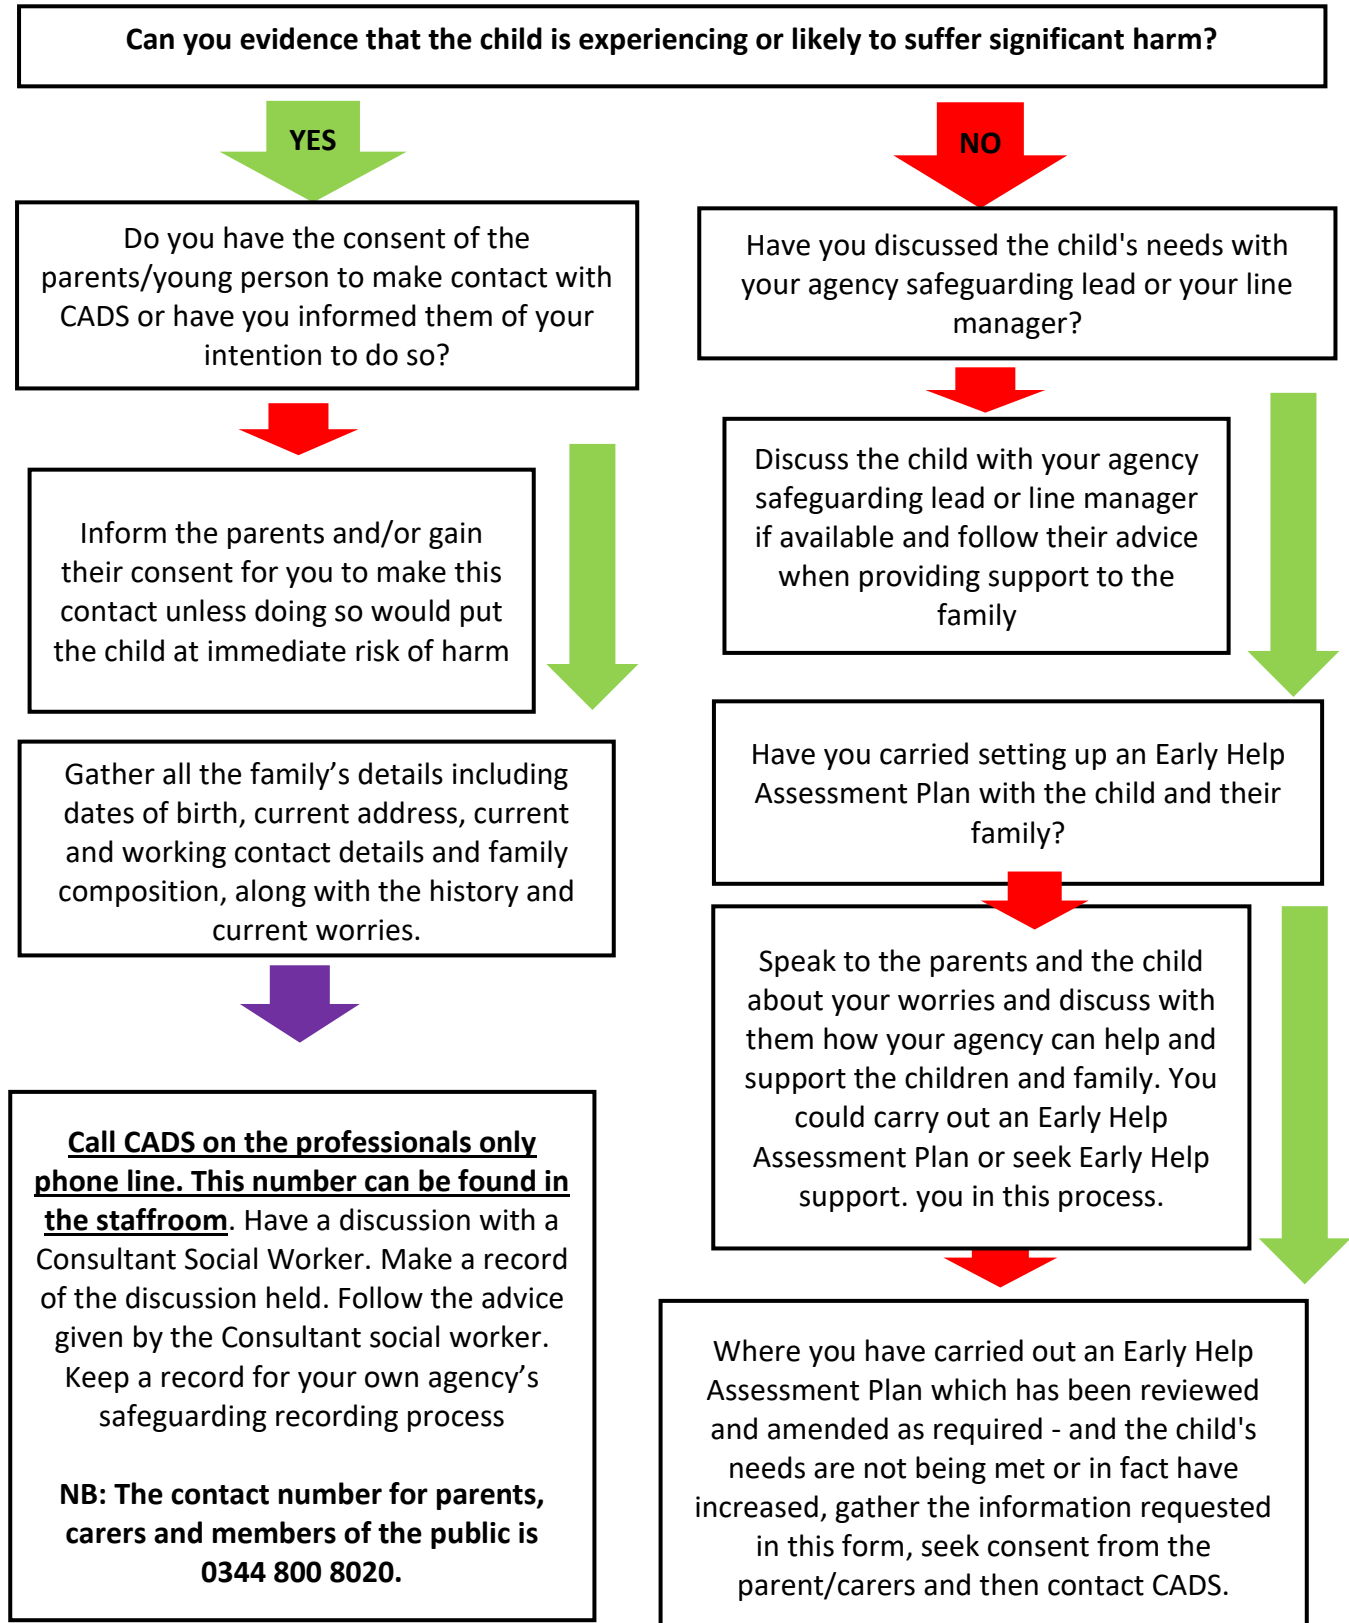 Can you evidence that the child is experiencing or likely to suffer significant harm?
YES
NO
Do you have the consent of the
parents/young person to make contact with
CADS or have you informed them of your
intention to do so?
Inform the parents and/or gain
their consent for you to make this
contact unless doing so would put
the child at immediate risk of harm
Gather all the family’s details including
dates of birth, current address, current
and working contact details and family
composition, along with the history and
current worries.
Call CADS on the professionals only
phone line. This number can be found in
the staffroom. Have a discussion with a
Consultant Social Worker. Make a record
of the discussion held. Follow the advice
given by the Consultant social worker.
Keep a record for your own agency’s
safeguarding recording process
NB: The contact number for parents,
carers and members of the public is
0344 800 8020.
Have you discussed the child's needs with
your agency safeguarding lead or your line
manager?
Discuss the child with your agency
safeguarding lead or line manager
if available and follow their advice
when providing support to the
family
Have you carried setting up an Early Help
Assessment Plan with the child and their
family?
Speak to the parents and the child
about your worries and discuss with
them how your agency can help and
support the children and family. You
could carry out an Early Help
Assessment Plan or seek Early Help
support. you in this process.
Where you have carried out an Early Help
Assessment Plan which has been reviewed
and amended as required - and the child's
needs are not being met or in fact have
increased, gather the information requested
in this form, seek consent from the
parent/carers and then contact CADS.